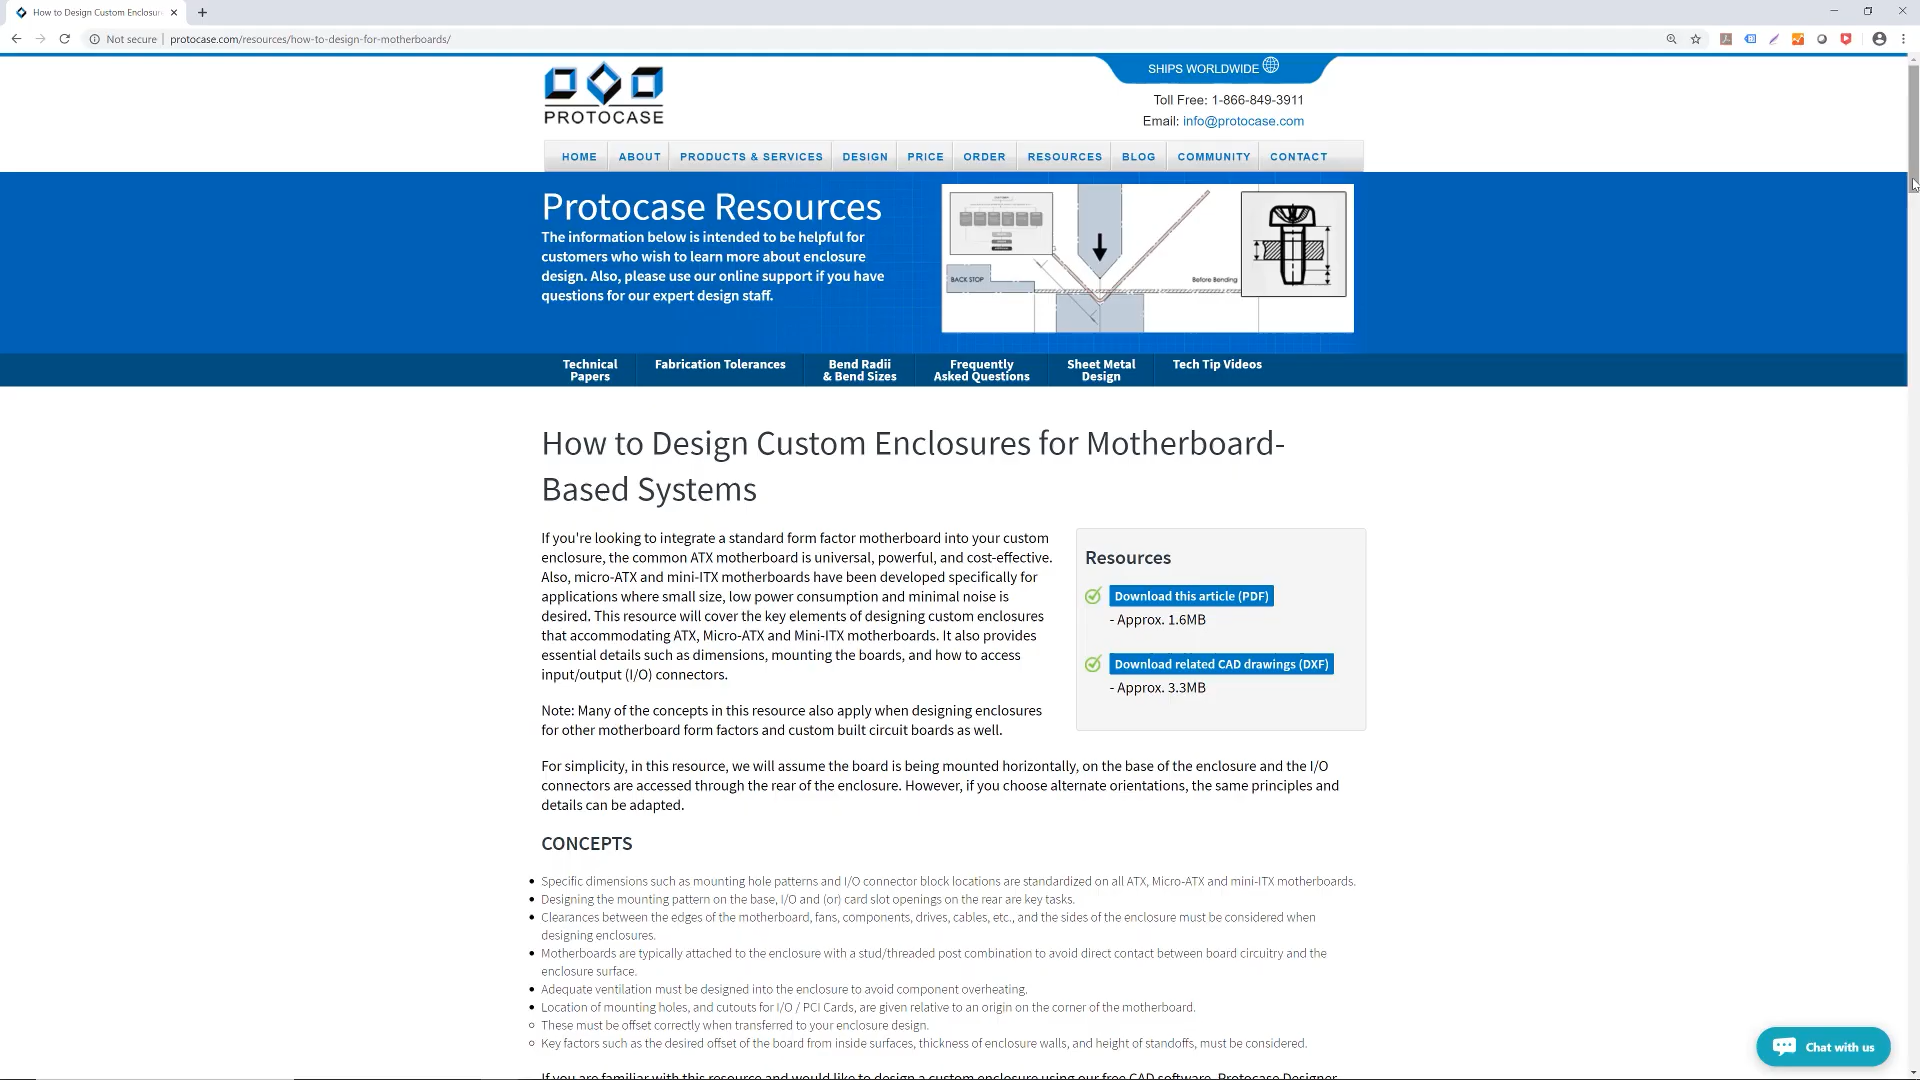 How to Design Custom Enclosur
Not secure | protocase.com/resources/how-to-design-for-motherboards/
SHIPS WORLDWIDE
PROTOCASE
Toll Free: 1-866-849-3911
Email: info@protocase.com
HOME ABOUT PRODUCTS & SERVICES DESIGN PRICE ORDER RESOURCES BLOG COMMUNITY CONTACT
Protocase Resources
The information below is intended to be helpful for
customers who wish to learn more about enclosure
design. Also, please use our online support if you have
questions for our expert design staff.
BACK STOP
Before Bending
Technical
Papers
Fabrication Tolerances
Bend Radii
& Bend Sizes
Frequently
Asked Questions
Sheet Metal
Design
Tech Tip Videos
How to Design Custom Enclosures for Motherboard-
Based Systems
If you're looking to integrate a standard form factor motherboard into your custom
enclosure, the common ATX motherboard is universal, powerful, and cost-effective.
Also, micro-ATX and mini-ITX motherboards have been developed specifically for
applications where small size, low power consumption and minimal noise is
desired. This resource will cover the key elements of designing custom enclosures
that accommodating ATX, Micro-ATX and Mini-ITX motherboards. It also provides
essential details such as dimensions, mounting the boards, and how to access
input/output (I/O) connectors.
Resources
Download this article (PDF)
- Approx. 1.6MB
Download related CAD drawings (DXF)
- Approx. 3.3MB
Note: Many of the concepts in this resource also apply when designing enclosures
for other motherboard form factors and custom built circuit boards as well.
For simplicity, in this resource, we will assume the board is being mounted horizontally, on the base of the enclosure and the I/O
connectors are accessed through the rear of the enclosure. However, if you choose alternate orientations, the same principles and
details can be adapted.
CONCEPTS
Specific dimensions such as mounting hole patterns and I/O connector block locations are standardized on all ATX, Micro-ATX and mini-ITX motherboards.
Designing the mounting pattern on the base, I/O and (or) card slot openings on the rear are key tasks.
Clearances between the edges of the motherboard, fans, components, drives, cables, etc., and the sides of the enclosure must be considered when
designing enclosures.
Motherboards are typically attached to the enclosure with a stud/threaded post combination to avoid direct contact between board circuitry and the
enclosure surface.
Adequate ventilation must be designed into the enclosure to avoid component overheating.
Location of mounting holes, and cutouts for I/O / PCI Cards, are given relative to an origin on the corner of the motherboard.
These must be offset correctly when transferred to your enclosure design.
Key factors such as the desired offset of the board from inside surfaces, thickness of enclosure walls, and height of standoffs, must be considered.
If you are familiar with this resource and would like to design a custom enclosure using our free CAD software, Protocase Designer
Chat with us